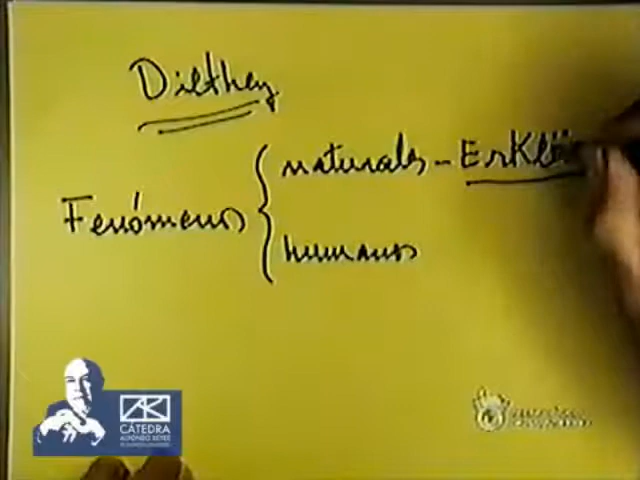 Dilthey
naturales - Erklä
Fenómenos
humanos
CÁTEDRA
ALFONSO REYES